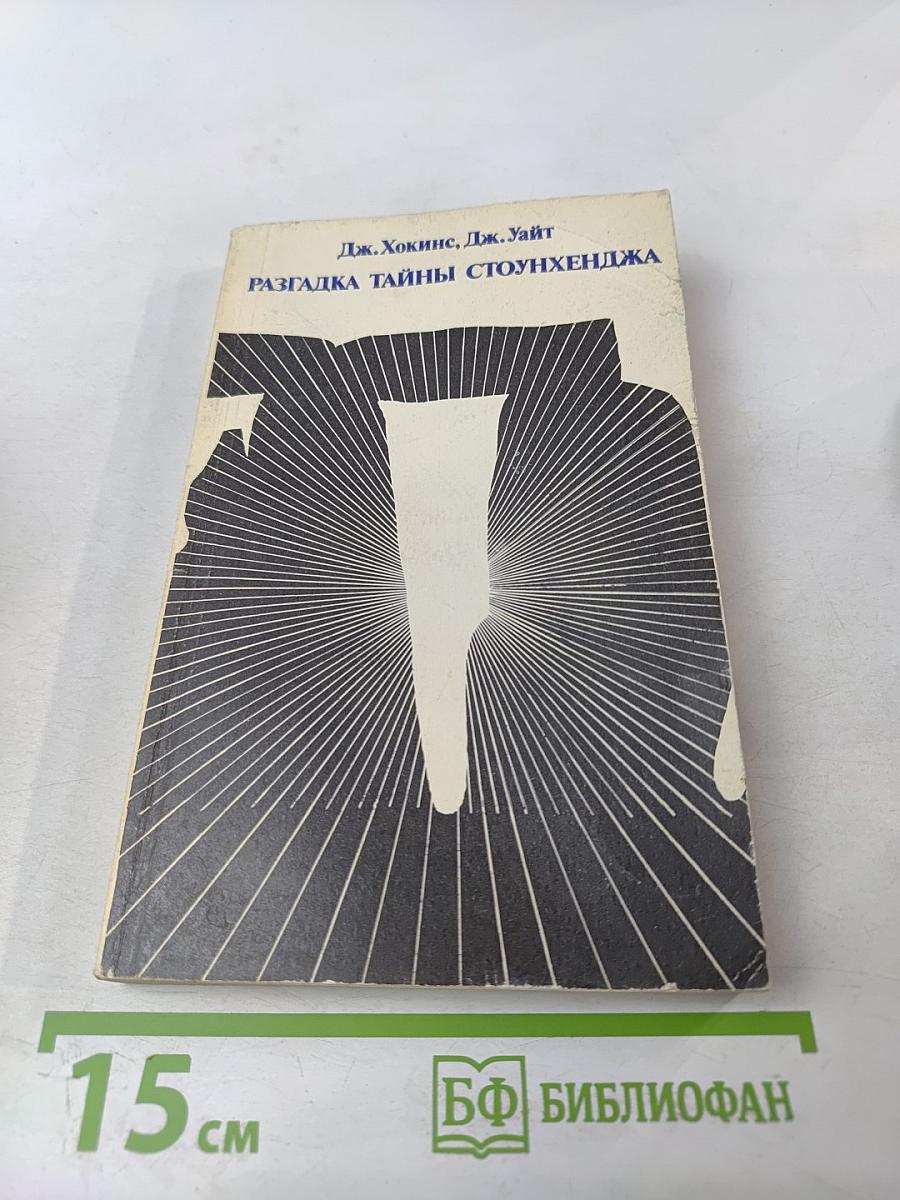 Дж. Хокинс, Дж. Уайт
РАЗГАДКА ТАЙНЫ СТОУНХЕНДЖА
15 см
БФ БИБЛИОФАН